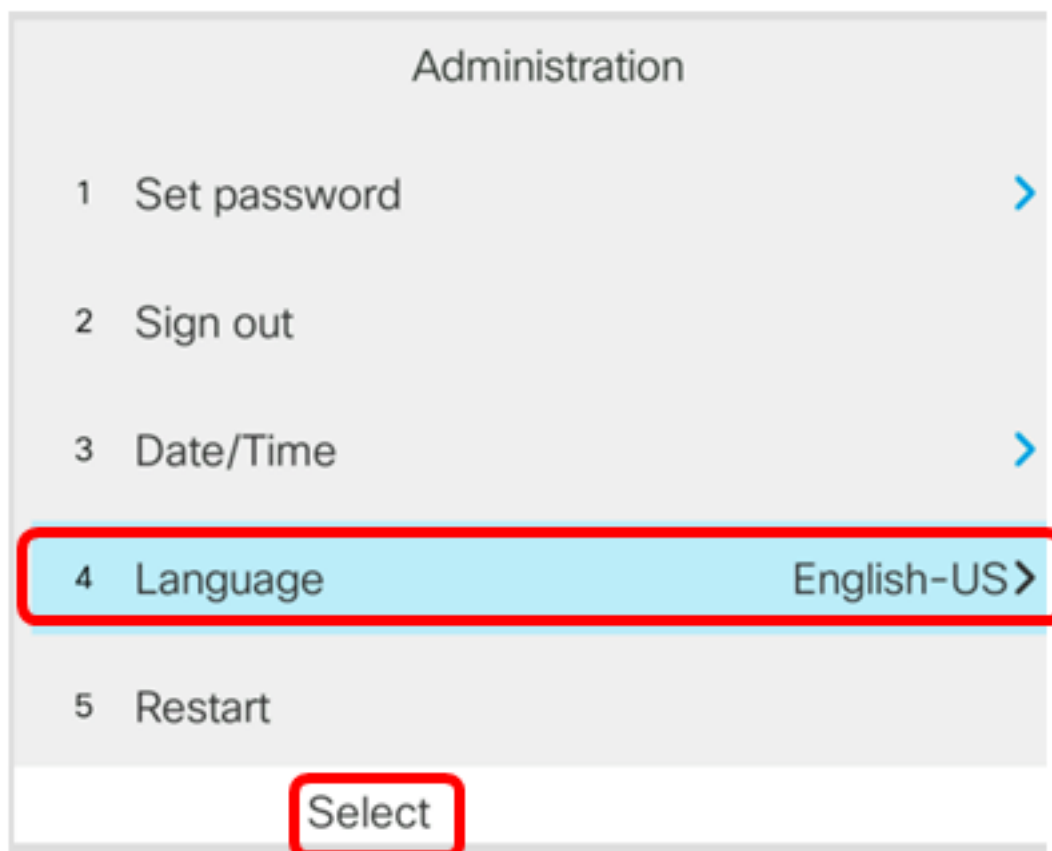 Administration
1 Set password
2 Sign out
3 Date/Time
4 Language English-US
5 Restart
Select